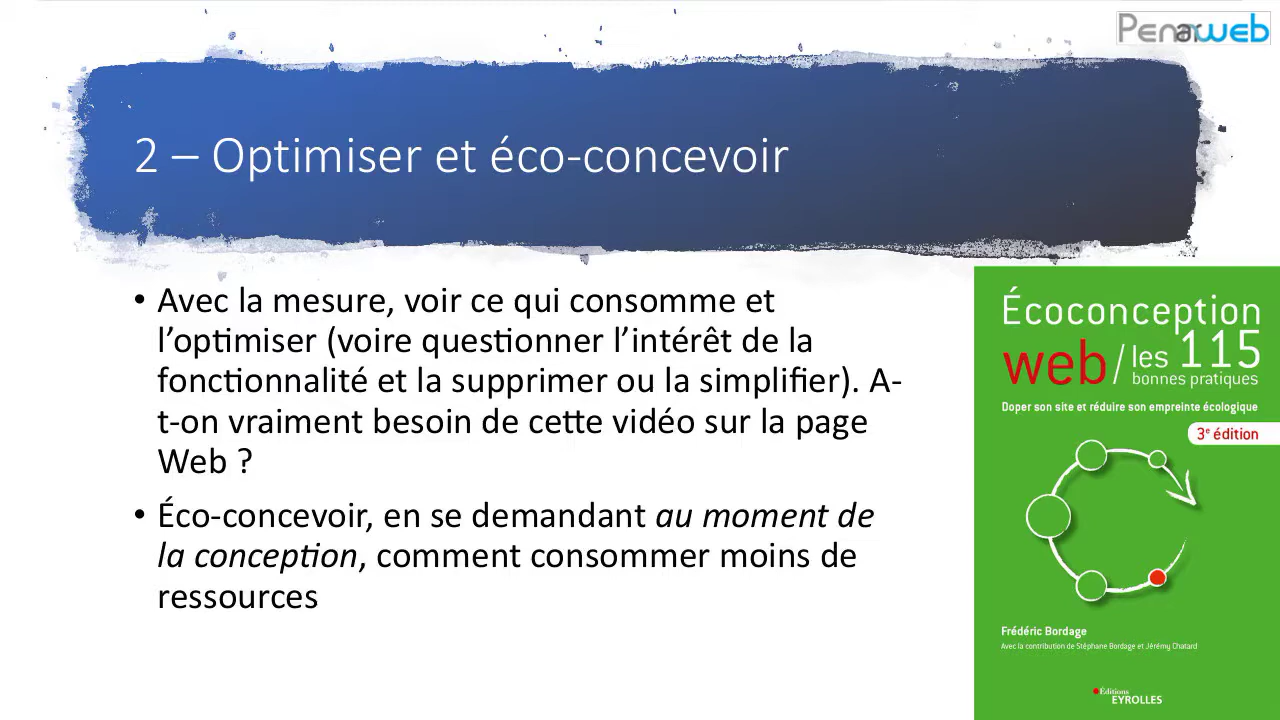 Penarweb
2 – Optimiser et éco-concevoir
• Avec la mesure, voir ce qui consomme et
l’optimiser (voire questionner l’intérêt de la
fonctionnalité et la supprimer ou la simplifier). A-
t-on vraiment besoin de cette vidéo sur la page
Web ?
• Éco-concevoir, en se demandant au moment de
la conception, comment consommer moins de
ressources
Écoconception
web / les 115
bonnes pratiques
Doper son site et réduire son empreinte écologique
3e édition
Frédéric Bordage
Avec la contribution de Stéphane Bordage et Jérémy Chatard
Éditions
EYROLLES